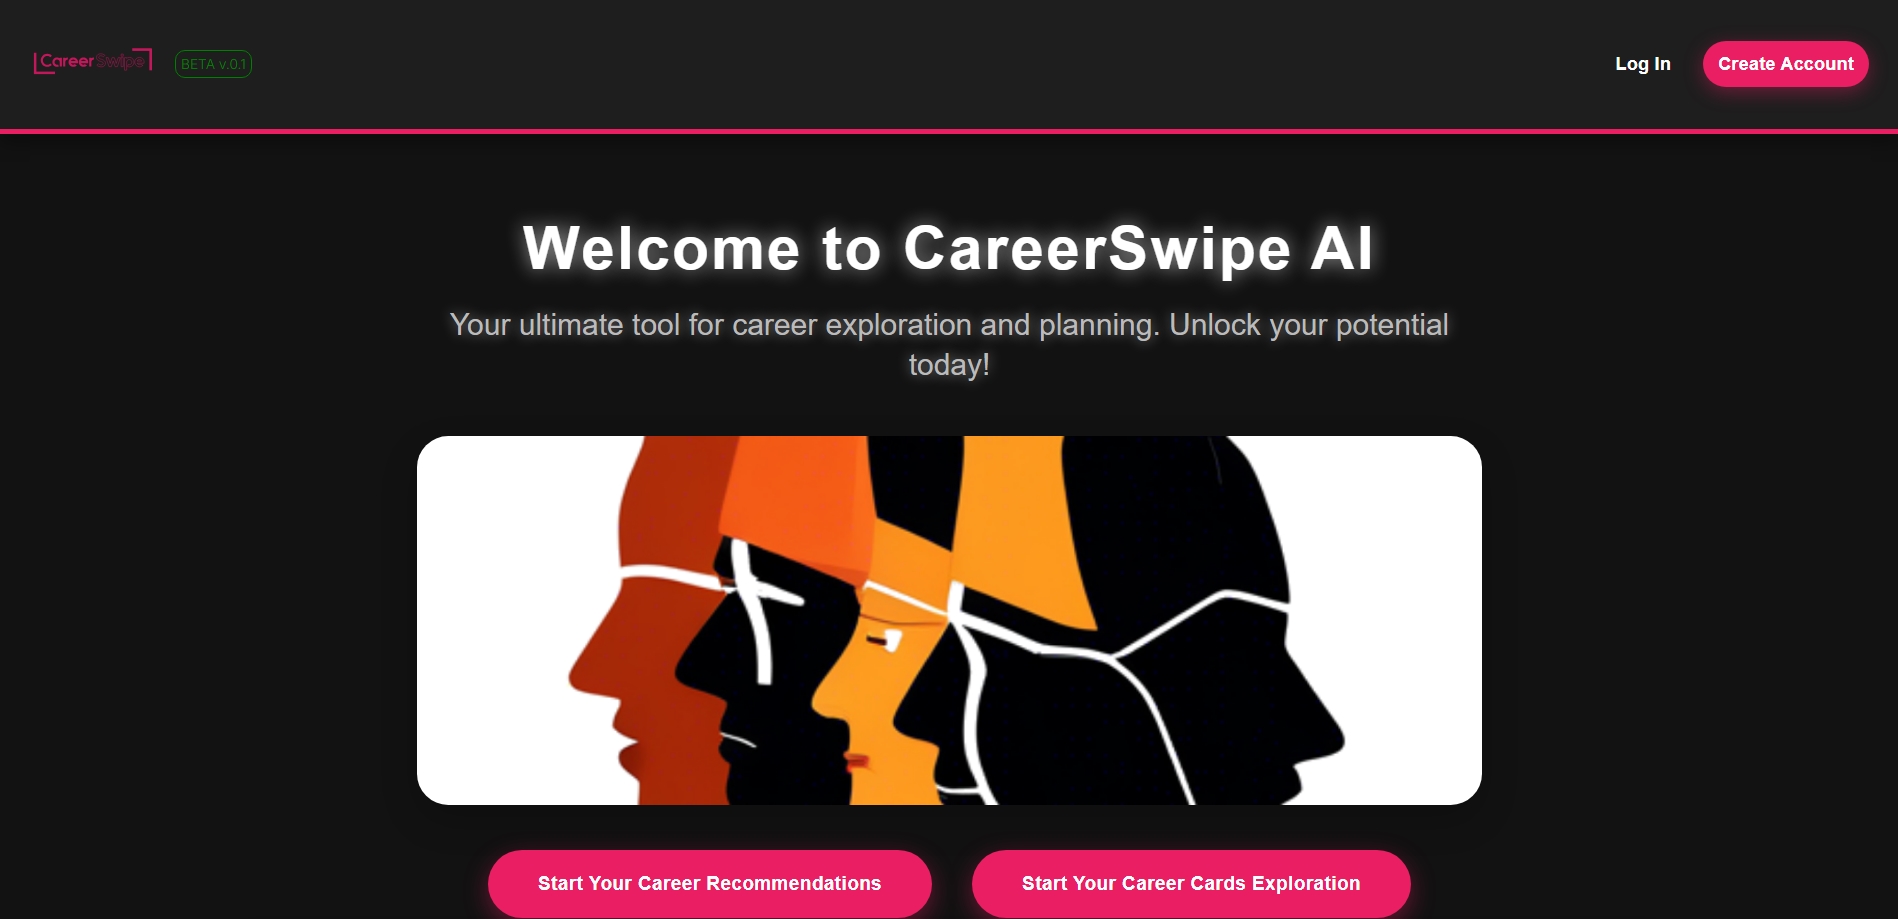 CareerSwipe
BETA v.0.1
Log In
Create Account
Welcome to CareerSwipe AI
Your ultimate tool for career exploration and planning. Unlock your potential
today!
Start Your Career Recommendations
Start Your Career Cards Exploration